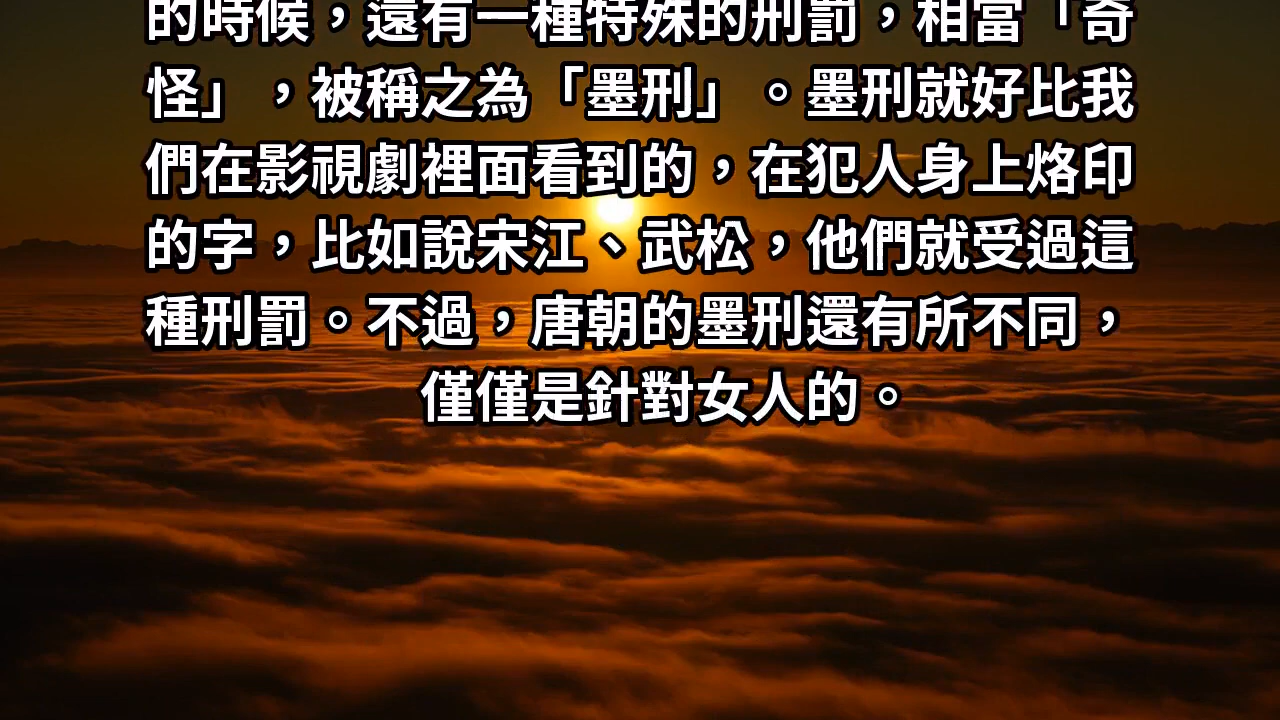 的時候，還有一種特殊的刑罰，相當「奇
怪」，被稱之為「墨刑」。墨刑就好比我
們在影視劇裡面看到的，在犯人身上烙印
的字，比如說宋江、武松，他們就受過這
種刑罰。不過，唐朝的墨刑還有所不同，
僅僅是針對女人的。